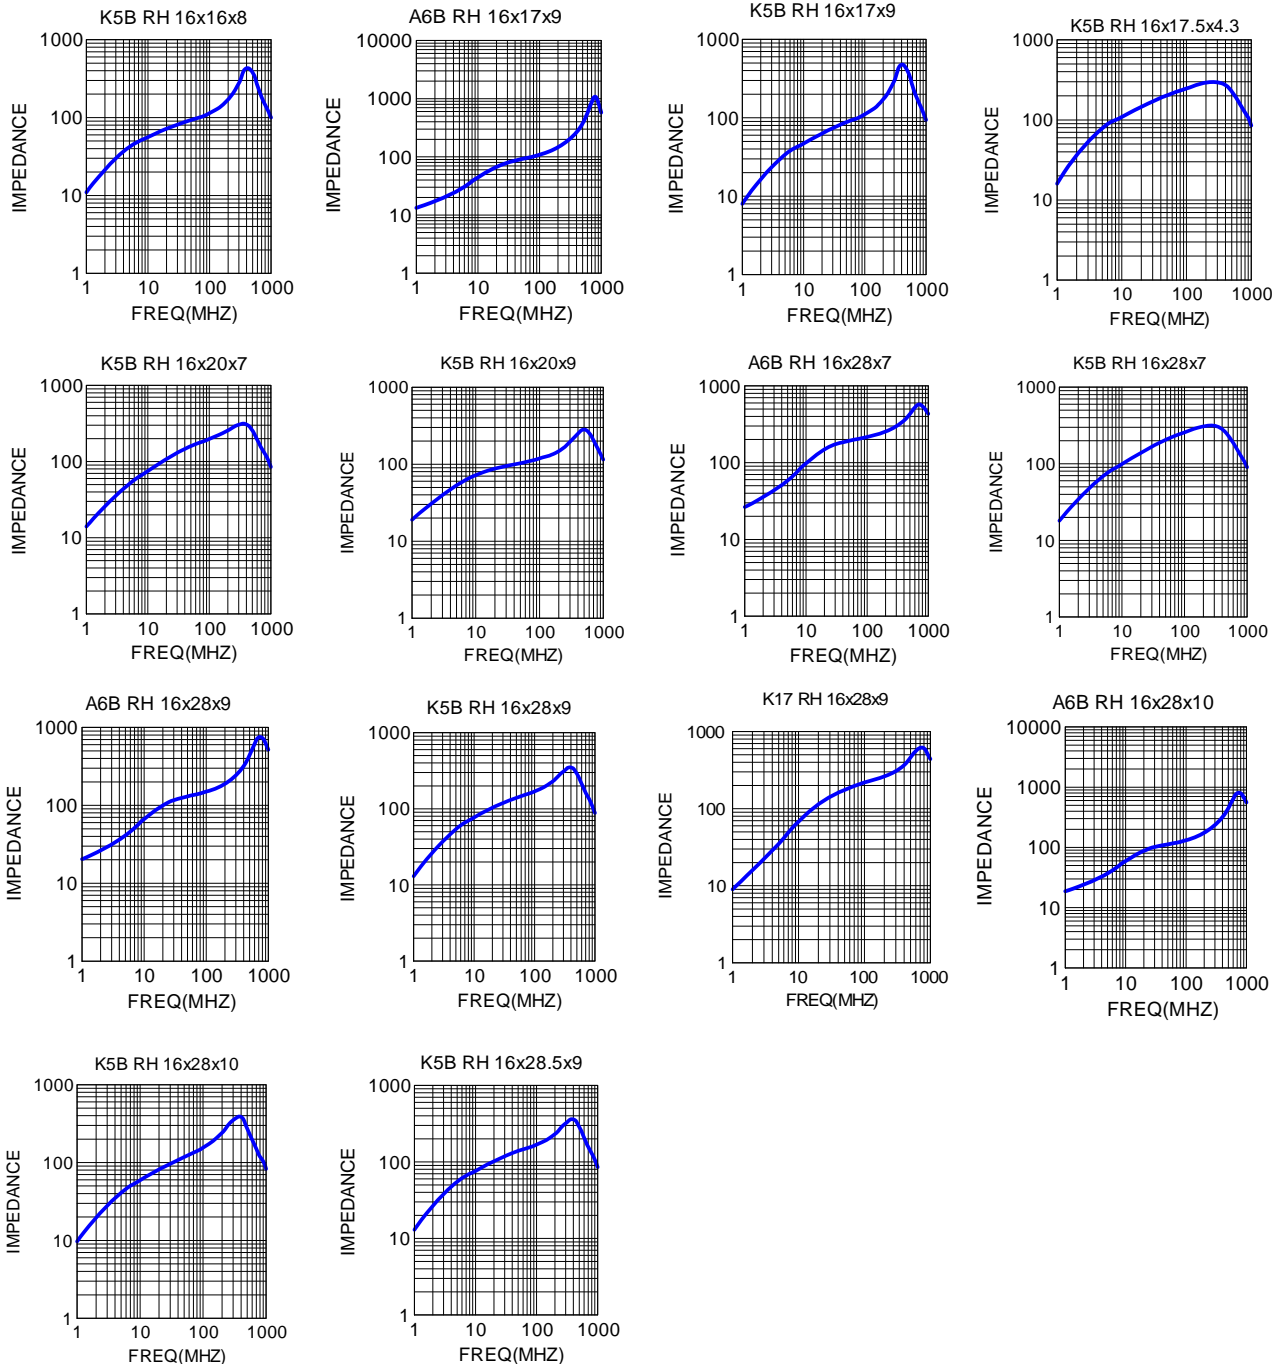 K5B RH 16x16x8
1000
100
10
1
1 10 100 1000
IMPEDANCE
FREQ(MHZ)
A6B RH 16x17x9
10000
1000
100
10
1
1 10 100 1000
IMPEDANCE
FREQ(MHZ)
K5B RH 16x17x9
1000
100
10
1
1 10 100 1000
IMPEDANCE
FREQ(MHZ)
K5B RH 16x17.5x4.3
1000
100
10
1
1 10 100 1000
IMPEDANCE
FREQ(MHZ)
K5B RH 16x20x7
1000
100
10
1
1 10 100 1000
IMPEDANCE
FREQ(MHZ)
K5B RH 16x20x9
1000
100
10
1
1 10 100 1000
IMPEDANCE
FREQ(MHZ)
A6B RH 16x28x7
1000
100
10
1
1 10 100 1000
IMPEDANCE
FREQ(MHZ)
K5B RH 16x28x7
1000
100
10
1
1 10 100 1000
IMPEDANCE
FREQ(MHZ)
A6B RH 16x28x9
1000
100
10
1
1 10 100 1000
IMPEDANCE
FREQ(MHZ)
K5B RH 16x28x9
1000
100
10
1
1 10 100 1000
IMPEDANCE
FREQ(MHZ)
K17 RH 16x28x9
1000
100
10
1
1 10 100 1000
IMPEDANCE
FREQ(MHZ)
A6B RH 16x28x10
10000
1000
100
10
1
1 10 100 1000
IMPEDANCE
FREQ(MHZ)
K5B RH 16x28x10
1000
100
10
1
1 10 100 1000
IMPEDANCE
FREQ(MHZ)
K5B RH 16x28.5x9
1000
100
10
1
1 10 100 1000
IMPEDANCE
FREQ(MHZ)